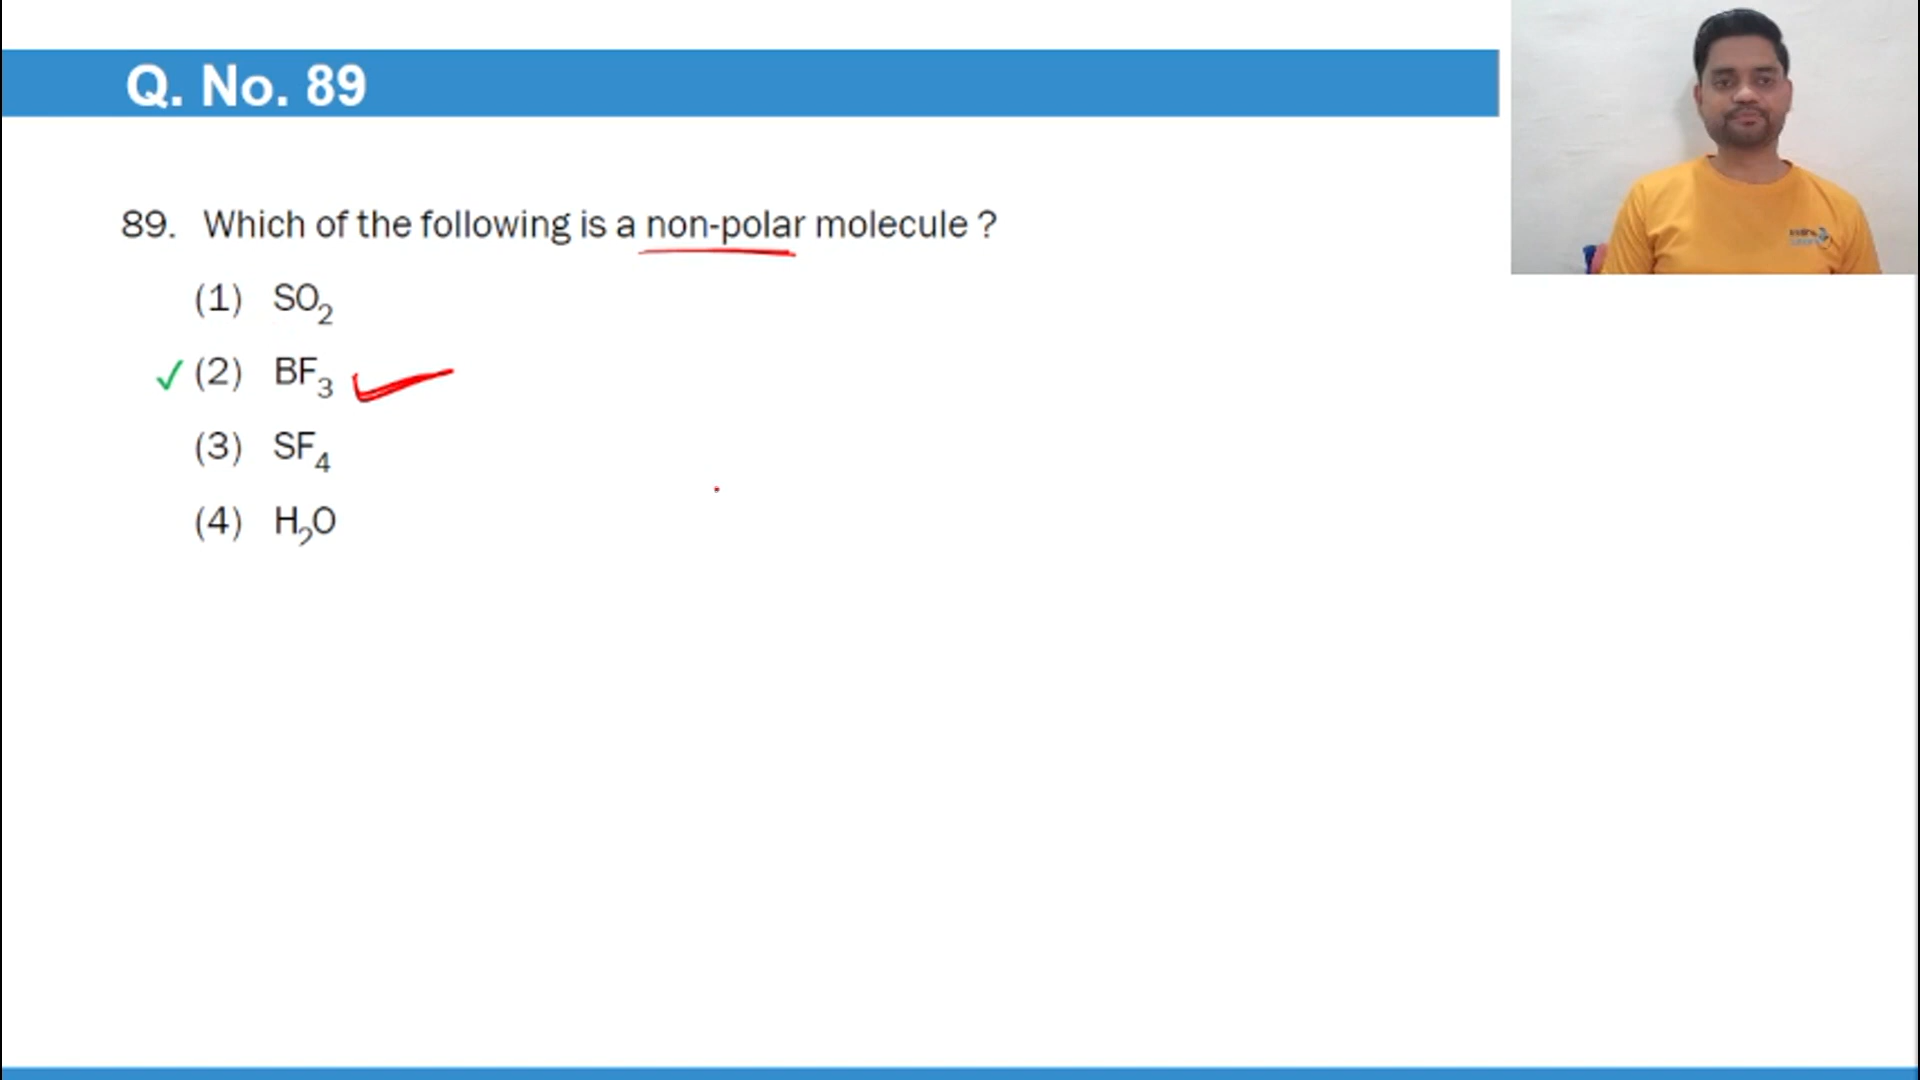 Q. No. 89
89. Which of the following is a non-polar molecule ?
(1) SO₂
✓ (2) BF₃ ✓
(3) SF₄
(4) H₂O